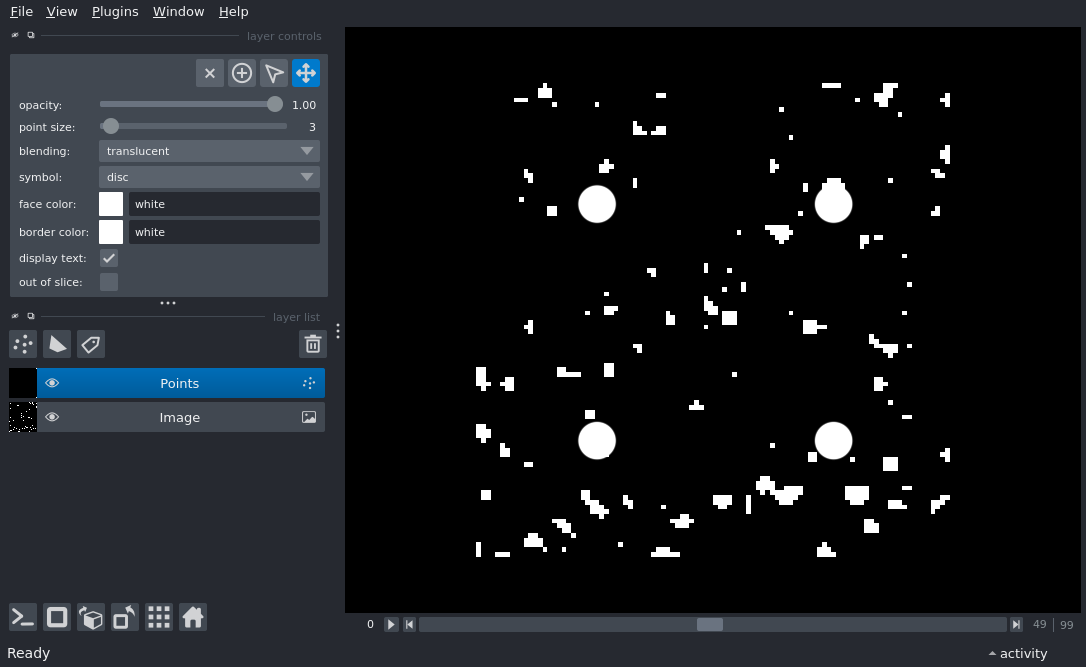 File View Plugins Window Help
layer controls
opacity: 1.00
point size: 3
blending: translucent
symbol: disc
face color: white
border color: white
display text:
out of slice:
layer list
Points
Image
0 49 | 99
Ready activity